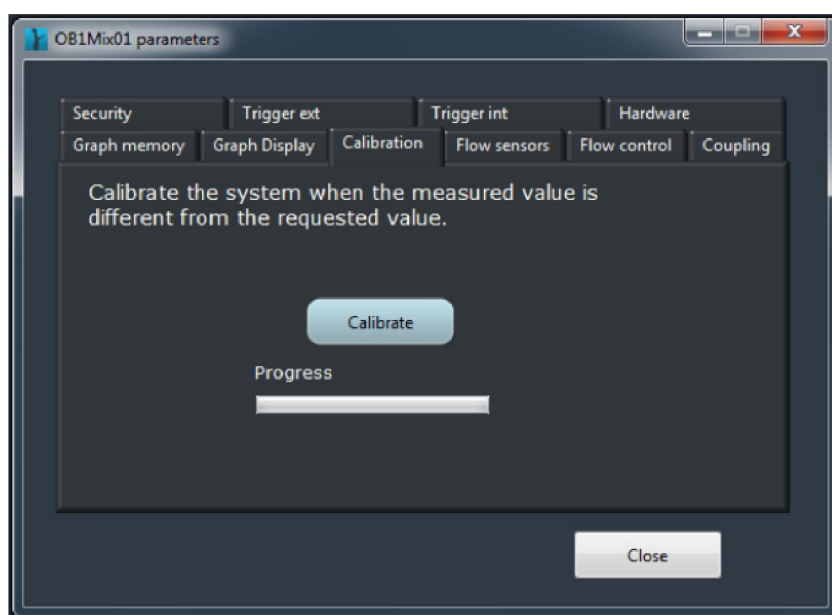 OB1Mix01 parameters
Security Trigger ext Trigger int Hardware
Graph memory Graph Display Calibration Flow sensors Flow control Coupling
Calibrate the system when the measured value is
different from the requested value.
Calibrate
Progress
Close